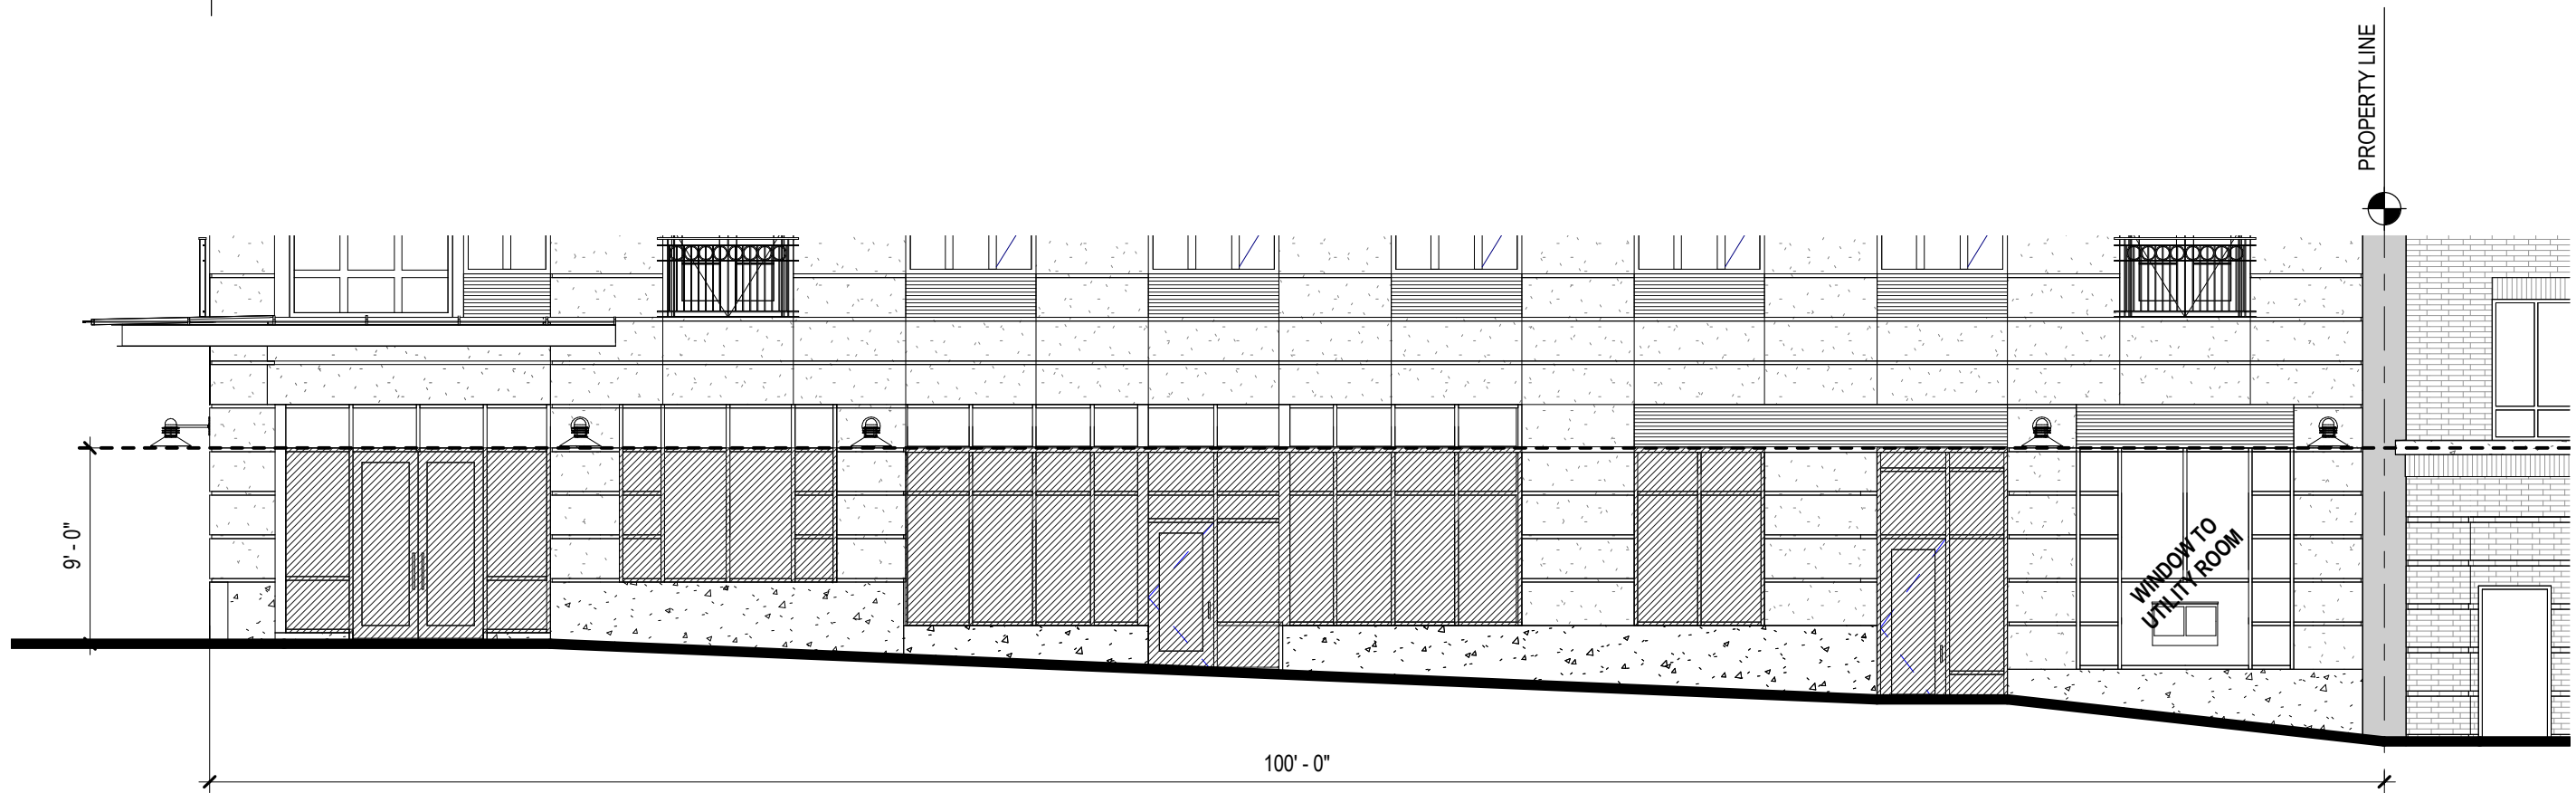 PROPERTY LINE
9' - 0"
WINDOW TO
UTILITY ROOM
100' - 0"